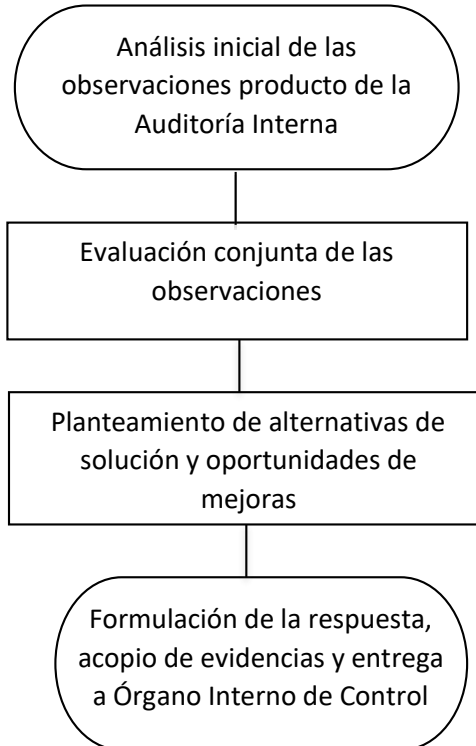 Análisis inicial de las
observaciones producto de la
Auditoría Interna
Evaluación conjunta de las
observaciones
Planteamiento de alternativas de
solución y oportunidades de
mejoras
Formulación de la respuesta,
acopio de evidencias y entrega
a Órgano Interno de Control